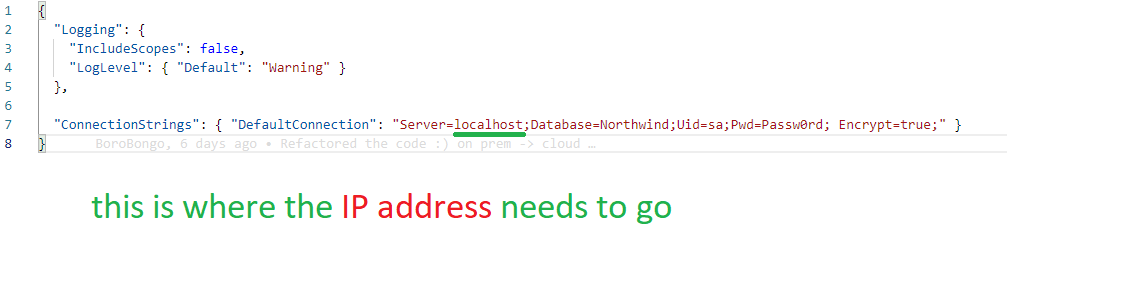 1 {
2 "Logging": {
3 "IncludeScopes": false,
4 "LogLevel": { "Default": "Warning" }
5 },
6
7 "ConnectionStrings": { "DefaultConnection": "Server=localhost;Database=Northwind;Uid=sa;Pwd=Passw0rd; Encrypt=true;" }
8 } BoroBongo, 6 days ago • Refactored the code :) on prem -> cloud …
this is where the IP address needs to go